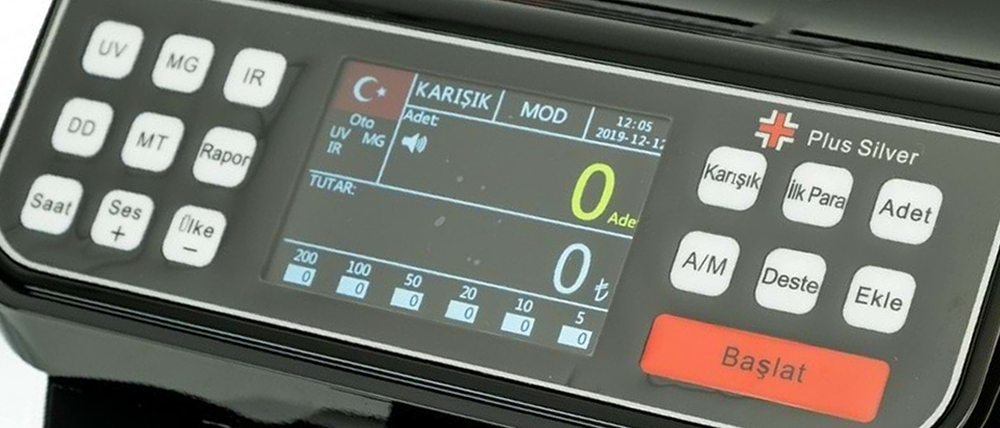 UV MG IR
DD MT Rapor
Saat Ses + Ülke -
KARIŞIK MOD 12:05
2019-12-12
Oto
UV MG
IR
Adet:
0 Ade
TUTAR:
0 ₺
200 100 50 20 10 5
0 0 0 0 0 0
Plus Silver
Karışık İlk Para Adet
A/M Deste Ekle
Başlat